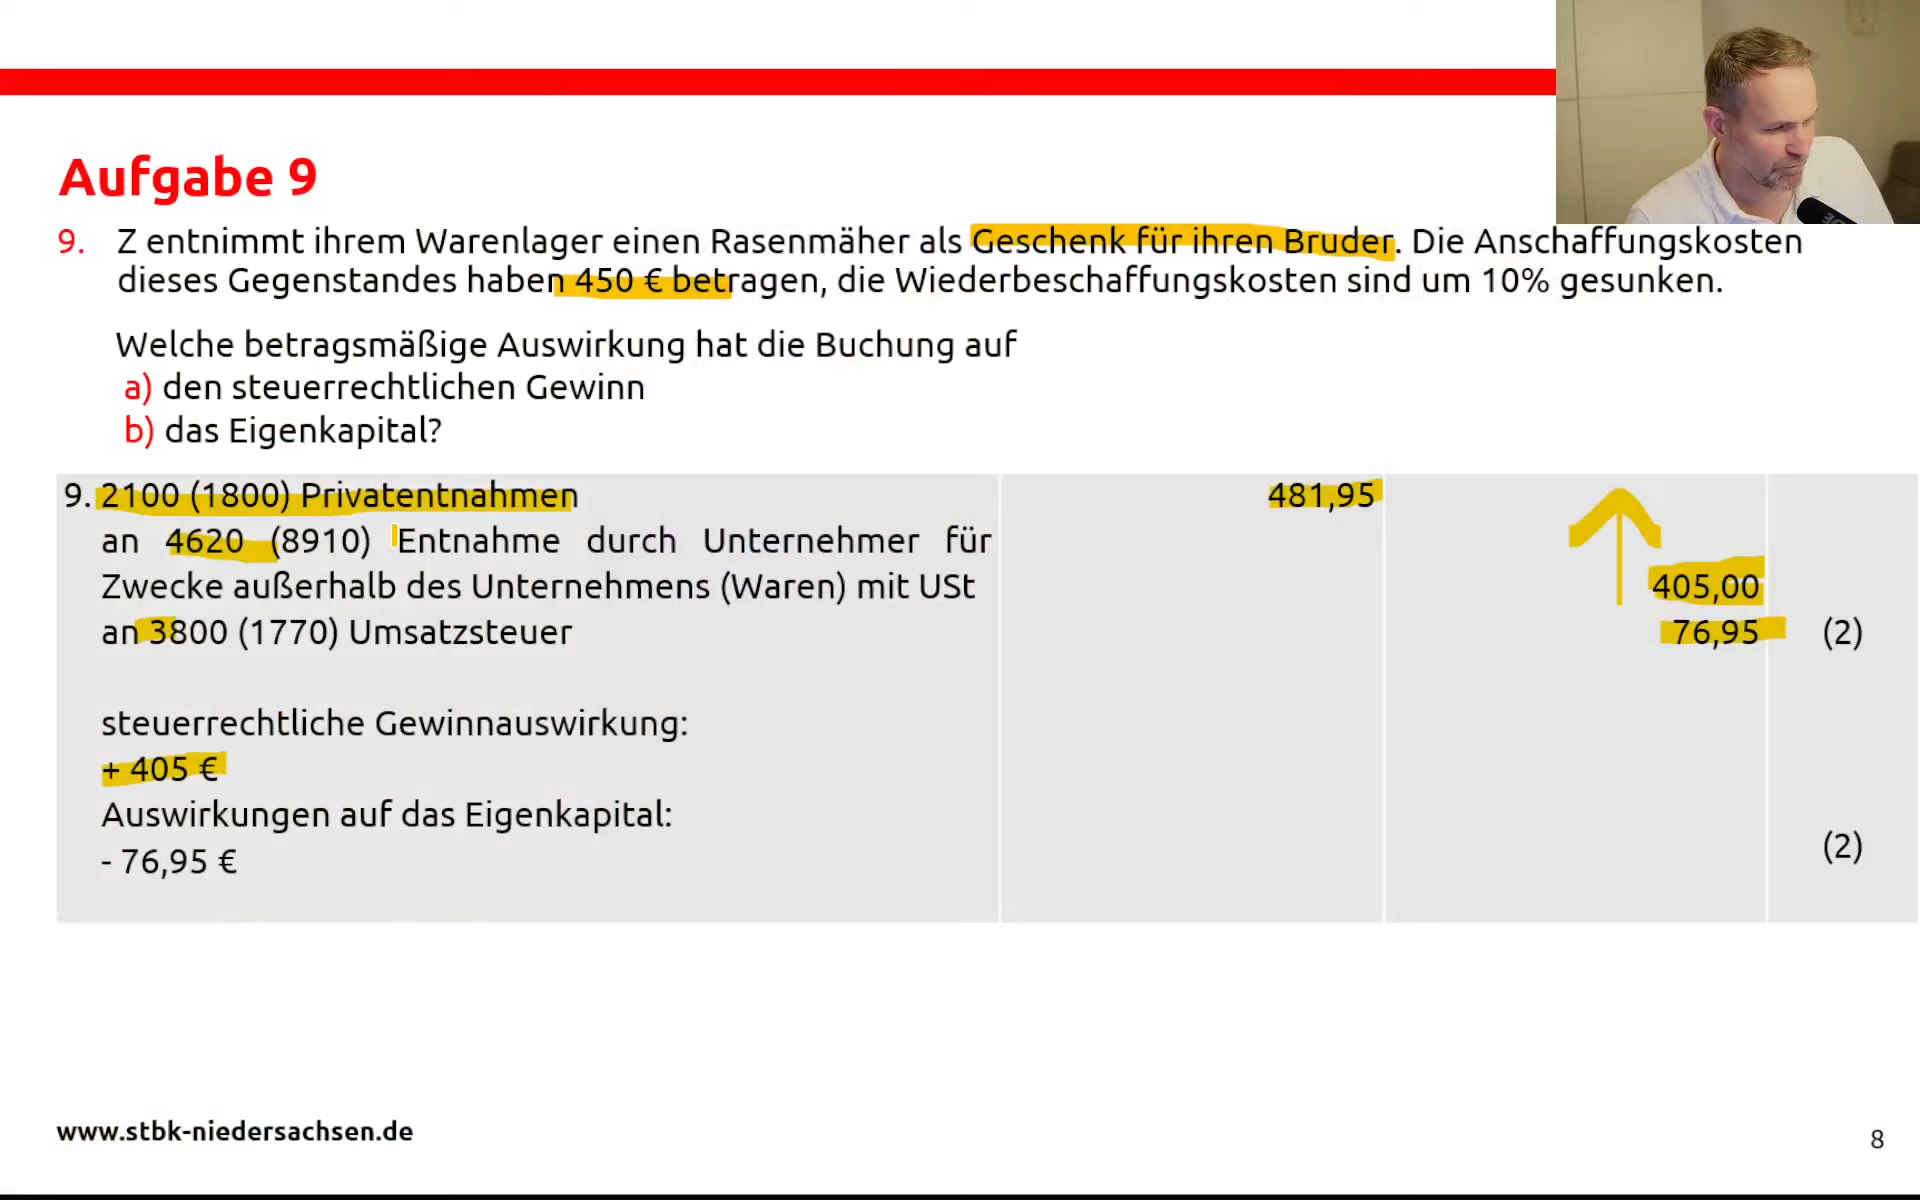 Aufgabe 9
9. Z entnimmt ihrem Warenlager einen Rasenmäher als Geschenk für ihren Bruder. Die Anschaffungskosten
dieses Gegenstandes haben 450 € betragen, die Wiederbeschaffungskosten sind um 10% gesunken.
Welche betragsmäßige Auswirkung hat die Buchung auf
a) den steuerrechtlichen Gewinn
b) das Eigenkapital?
9. 2100 (1800) Privatentnahmen 481,95
an 4620 (8910) Entnahme durch Unternehmer für
Zwecke außerhalb des Unternehmens (Waren) mit USt 405,00
an 3800 (1770) Umsatzsteuer 76,95 (2)
steuerrechtliche Gewinnauswirkung:
+ 405 €
Auswirkungen auf das Eigenkapital:
- 76,95 € (2)
www.stbk-niedersachsen.de
8